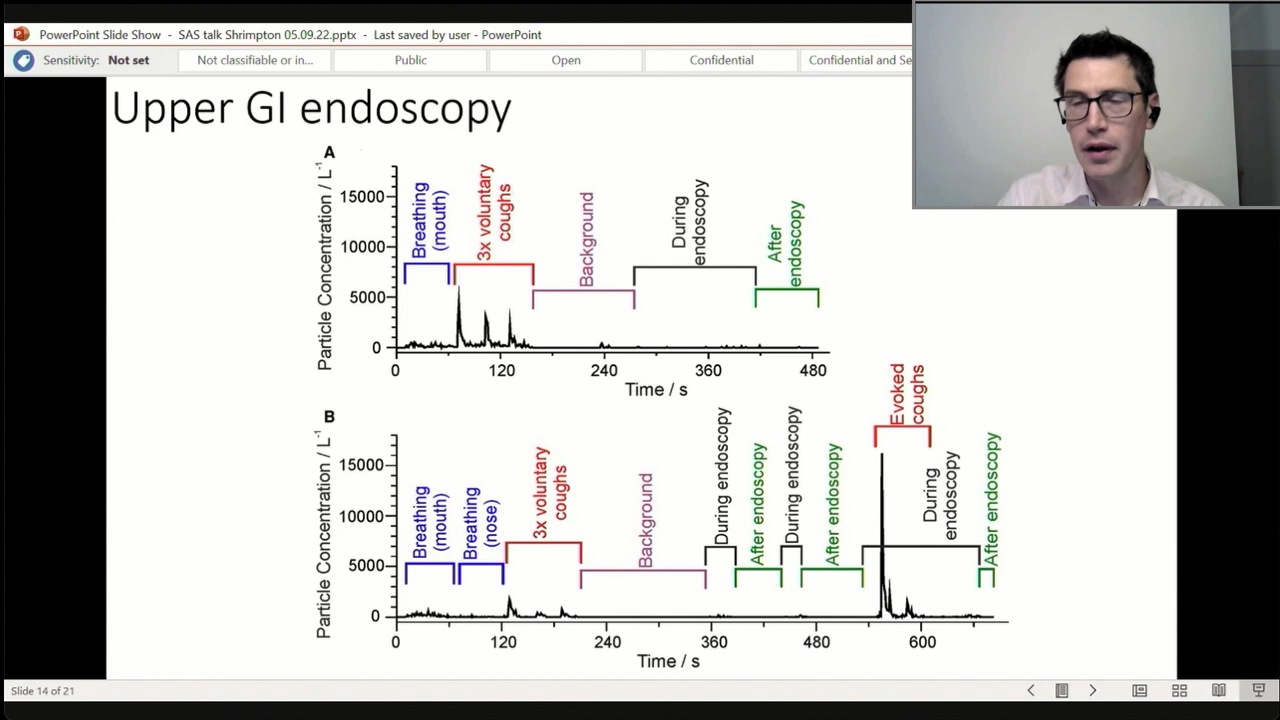 PowerPoint Slide Show - SAS talk Shrimpton 05.09.22.pptx - Last saved by user - PowerPoint
Sensitivity: Not set
Not classifiable or in...
Public
Open
Confidential
Confidential and Se
Upper GI endoscopy
A
Particle Concentration / L⁻¹
15000
10000
5000
0
Breathing
(mouth)
3x voluntary
coughs
Background
During
endoscopy
After
endoscopy
0 120 240 360 480
Time / s
B
Particle Concentration / L⁻¹
15000
10000
5000
0
Breathing
(mouth)
Breathing
(nose)
3x voluntary
coughs
Background
During endoscopy
After endoscopy
During endoscopy
After endoscopy
Evoked
coughs
During
endoscopy
After endoscopy
0 120 240 360 480 600
Time / s
Slide 14 of 21